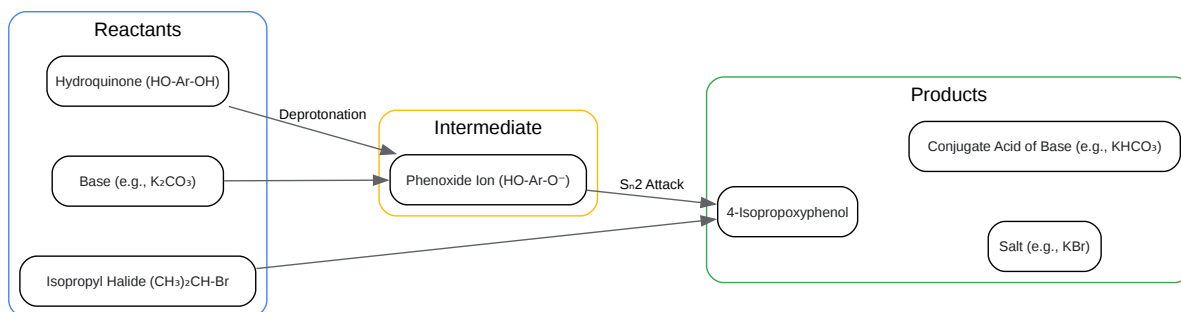 Reactants
Hydroquinone (HO-Ar-OH)
Deprotonation
Base (e.g., K₂CO₃)
Isopropyl Halide (CH₃)₂CH-Br
Intermediate
Phenoxide Ion (HO-Ar-O⁻)
Sₙ2 Attack
Products
Conjugate Acid of Base (e.g., KHCO₃)
4-Isopropoxyphenol
Salt (e.g., KBr)